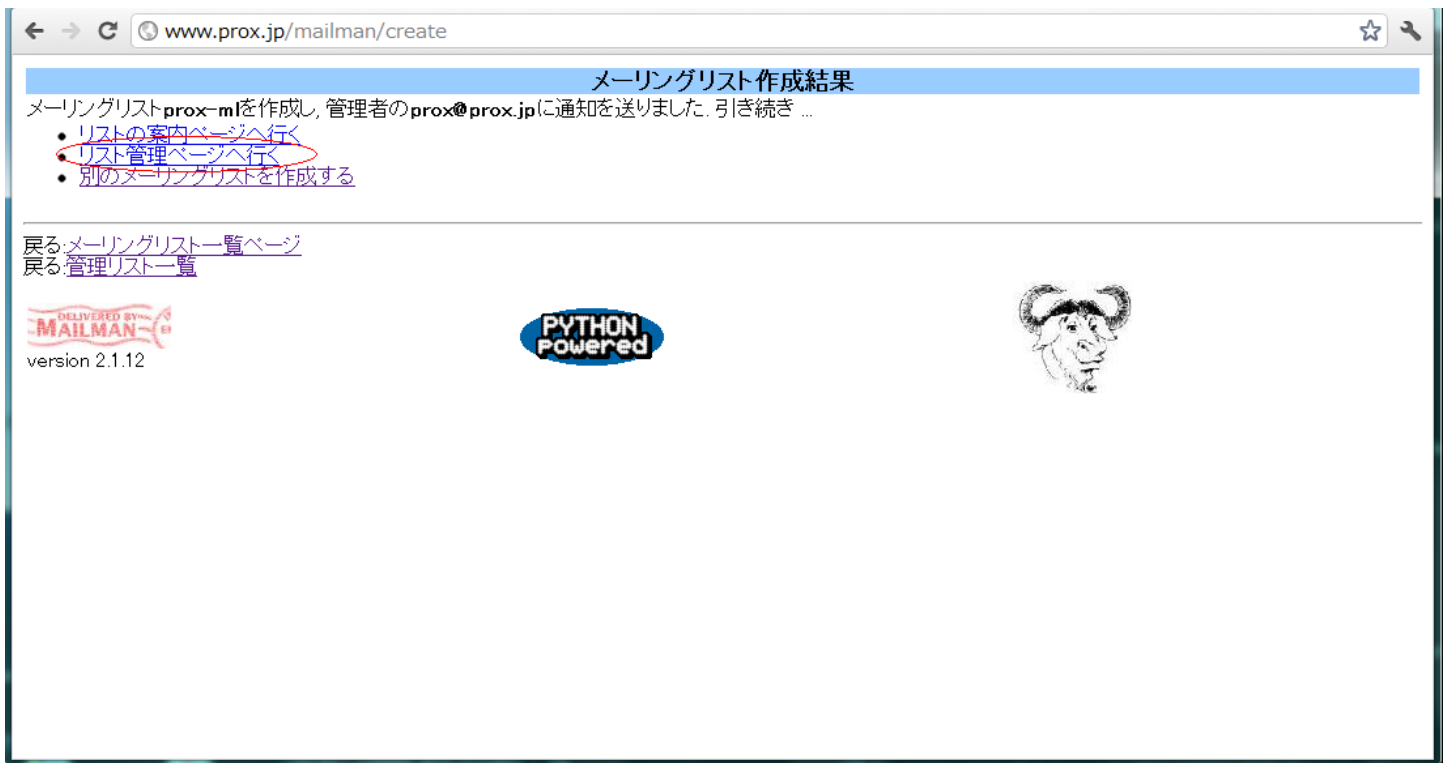 www.prox.jp/mailman/create
メーリングリスト作成結果
メーリングリストprox-mlを作成し, 管理者のprox@prox.jpに通知を送りました. 引き続き ...
リストの案内ページへ行く
リスト管理ページへ行く
別のメーリングリストを作成する
戻る:メーリングリスト一覧ページ
戻る:管理リスト一覧
DELIVERED BY
MAILMAN
version 2.1.12
PYTHON
Powered